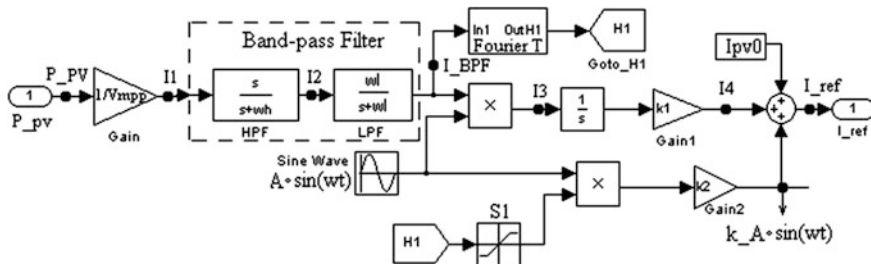 Band-pass Filter
In1 OutH1
Fourier T
H1
Goto_H1
Ipv0
P_PV
1
P_pv
1/Vmpp
Gain
I1
s
s+wh
HPF
I2
wl
s+wl
LPF
I_BPF
×
I3
1
s
k1
Gain1
I4
+
+
+
I_ref
1
I_ref
Sine Wave
A∘sin(wt)
×
k2
Gain2
S1
H1
k_A∘sin(wt)